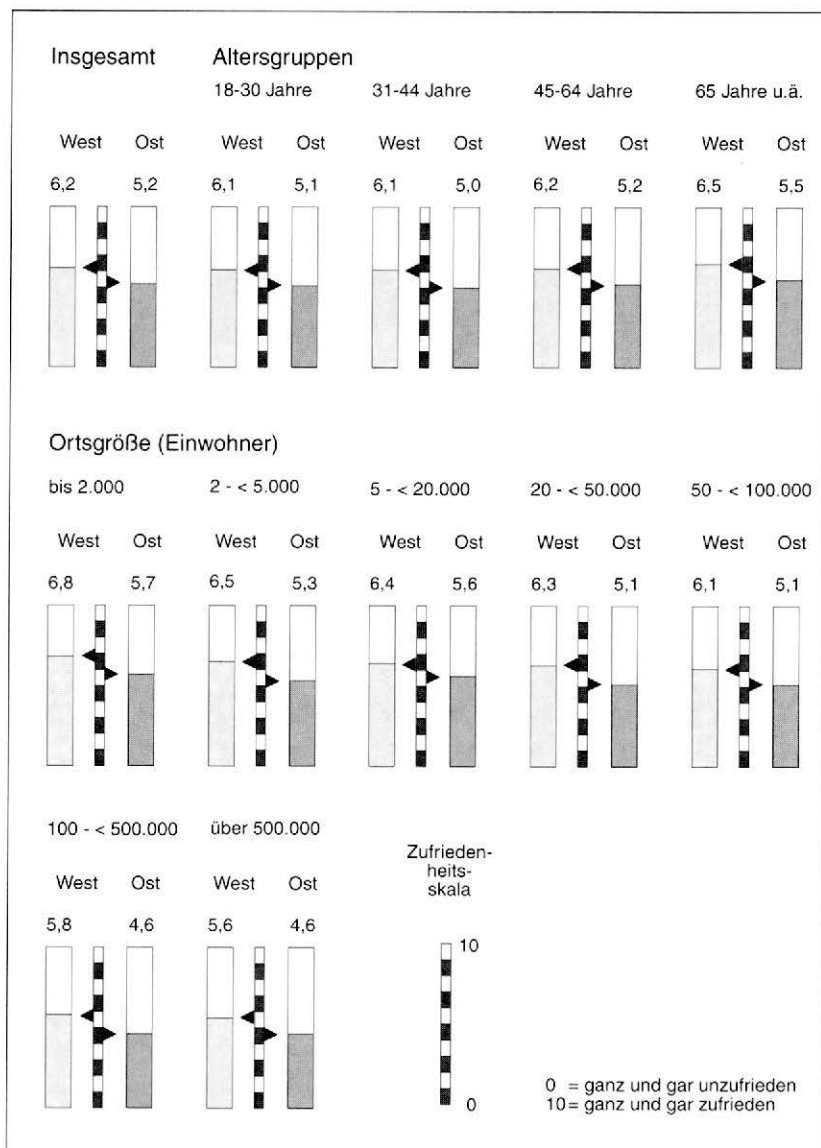 Insgesamt Altersgruppen
18-30 Jahre 31-44 Jahre 45-64 Jahre 65 Jahre u.ä.
West Ost West Ost West Ost West Ost West Ost
6,2 5,2 6,1 5,1 6,1 5,0 6,2 5,2 6,5 5,5
Ortsgröße (Einwohner)
bis 2.000 2 - < 5.000 5 - < 20.000 20 - < 50.000 50 - < 100.000
West Ost West Ost West Ost West Ost West Ost
6,8 5,7 6,5 5,3 6,4 5,6 6,3 5,1 6,1 5,1
100 - < 500.000 über 500.000
West Ost West Ost
5,8 4,6 5,6 4,6
Zufrieden-
heits-
skala
10
0
0 = ganz und gar unzufrieden
10 = ganz und gar zufrieden